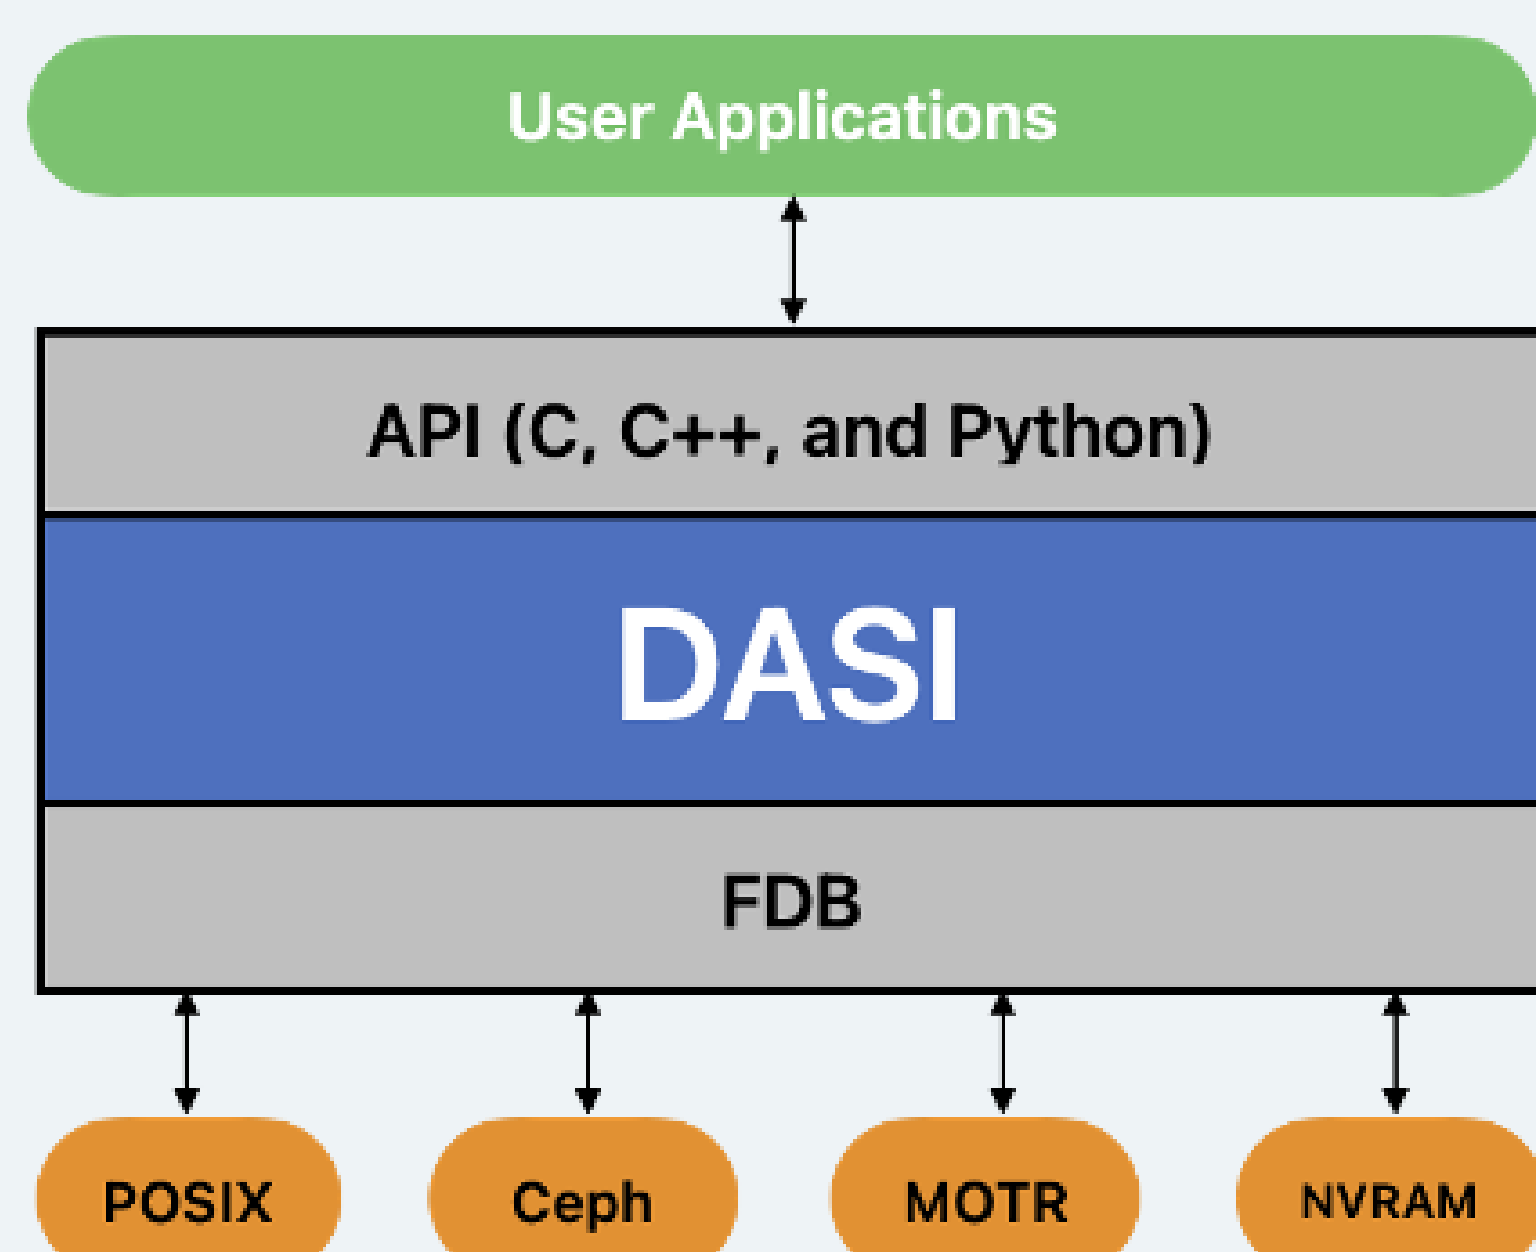 User Applications
API (C, C++, and Python)
DASI
FDB
POSIX Ceph MOTR NVRAM